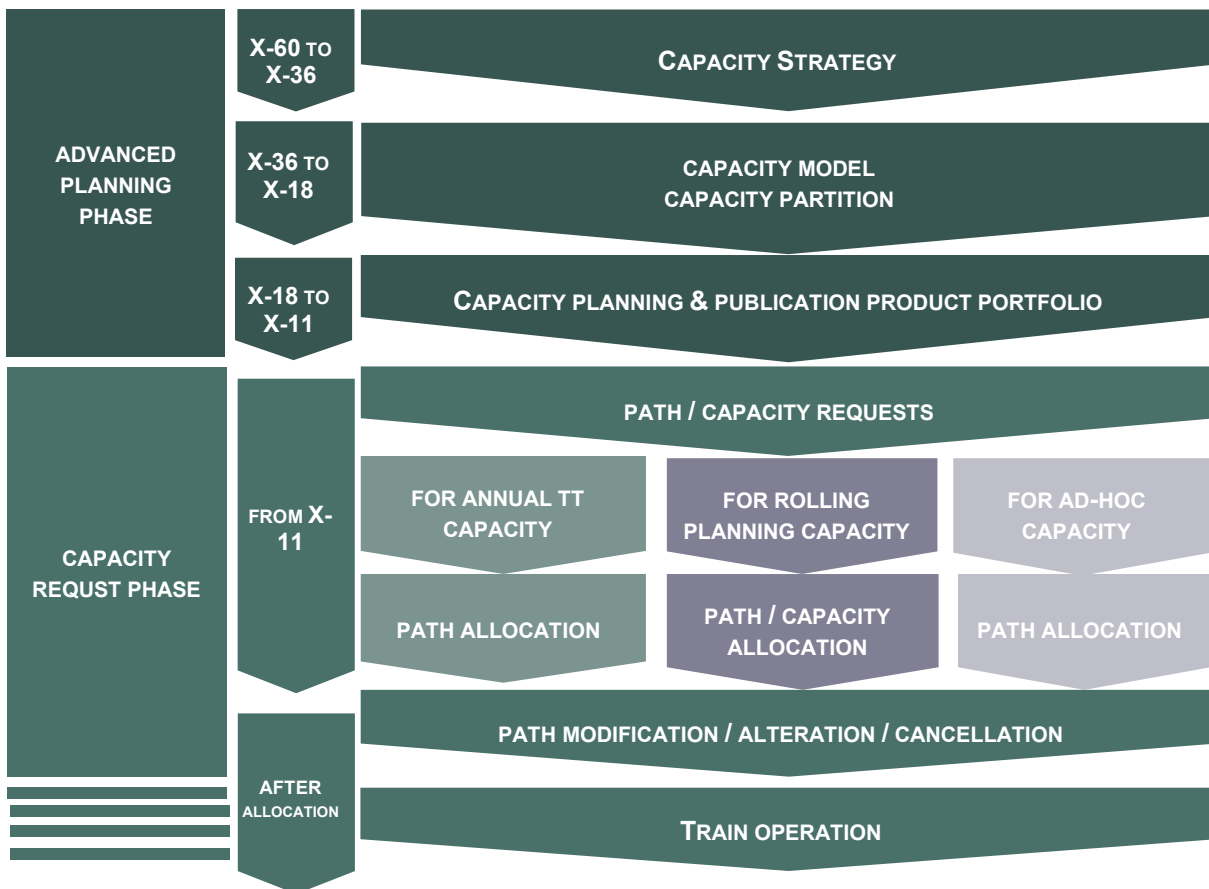 ADVANCED
PLANNING
PHASE
X-60 TO
X-36
CAPACITY STRATEGY
X-36 TO
X-18
CAPACITY MODEL
CAPACITY PARTITION
X-18 TO
X-11
CAPACITY PLANNING & PUBLICATION PRODUCT PORTFOLIO
CAPACITY
REQUST PHASE
FROM X-
11
PATH / CAPACITY REQUESTS
FOR ANNUAL TT
CAPACITY
FOR ROLLING
PLANNING CAPACITY
FOR AD-HOC
CAPACITY
PATH ALLOCATION
PATH / CAPACITY
ALLOCATION
PATH ALLOCATION
AFTER
ALLOCATION
PATH MODIFICATION / ALTERATION / CANCELLATION
TRAIN OPERATION